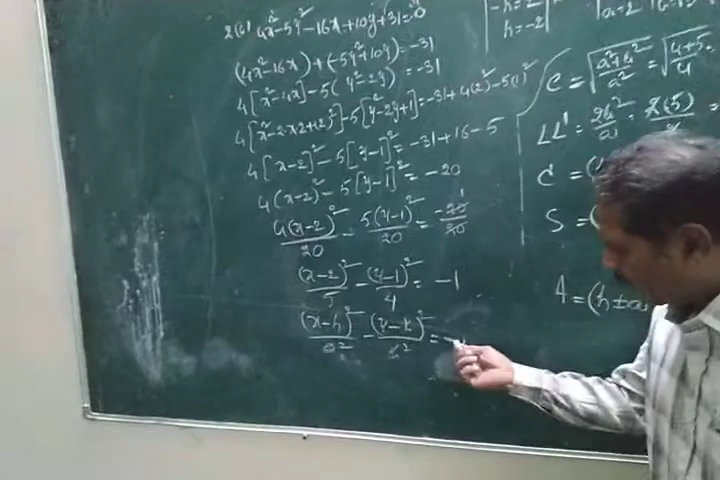 2(i) 4x²-5y²-16x+10y+31=0
(4x²-16x)+(-5y²+10y)=-31
4[x²-4x]-5(y²-2y)=-31
4[x²-2x2+(2)²]-5[y²-2y+1]=-31+4(2)²-5(1)²
4[x-2]²-5[y-1]²=-31+16-5
4(x-2)²-5[y-1]²=-20
4(x-2)²/20 - 5(y-1)²/20 = -20/20 1
(x-2)²/5 - (y-1)²/4 = -1
(x-h)²/a² - (y-k)²/b² =
-h=2
h=-2
a=2
e=√(a²+b²)/a² = √(4+5)/4
LL'=2b²/a = 2(5)/2 =
C=(
S=(
A=(h±a